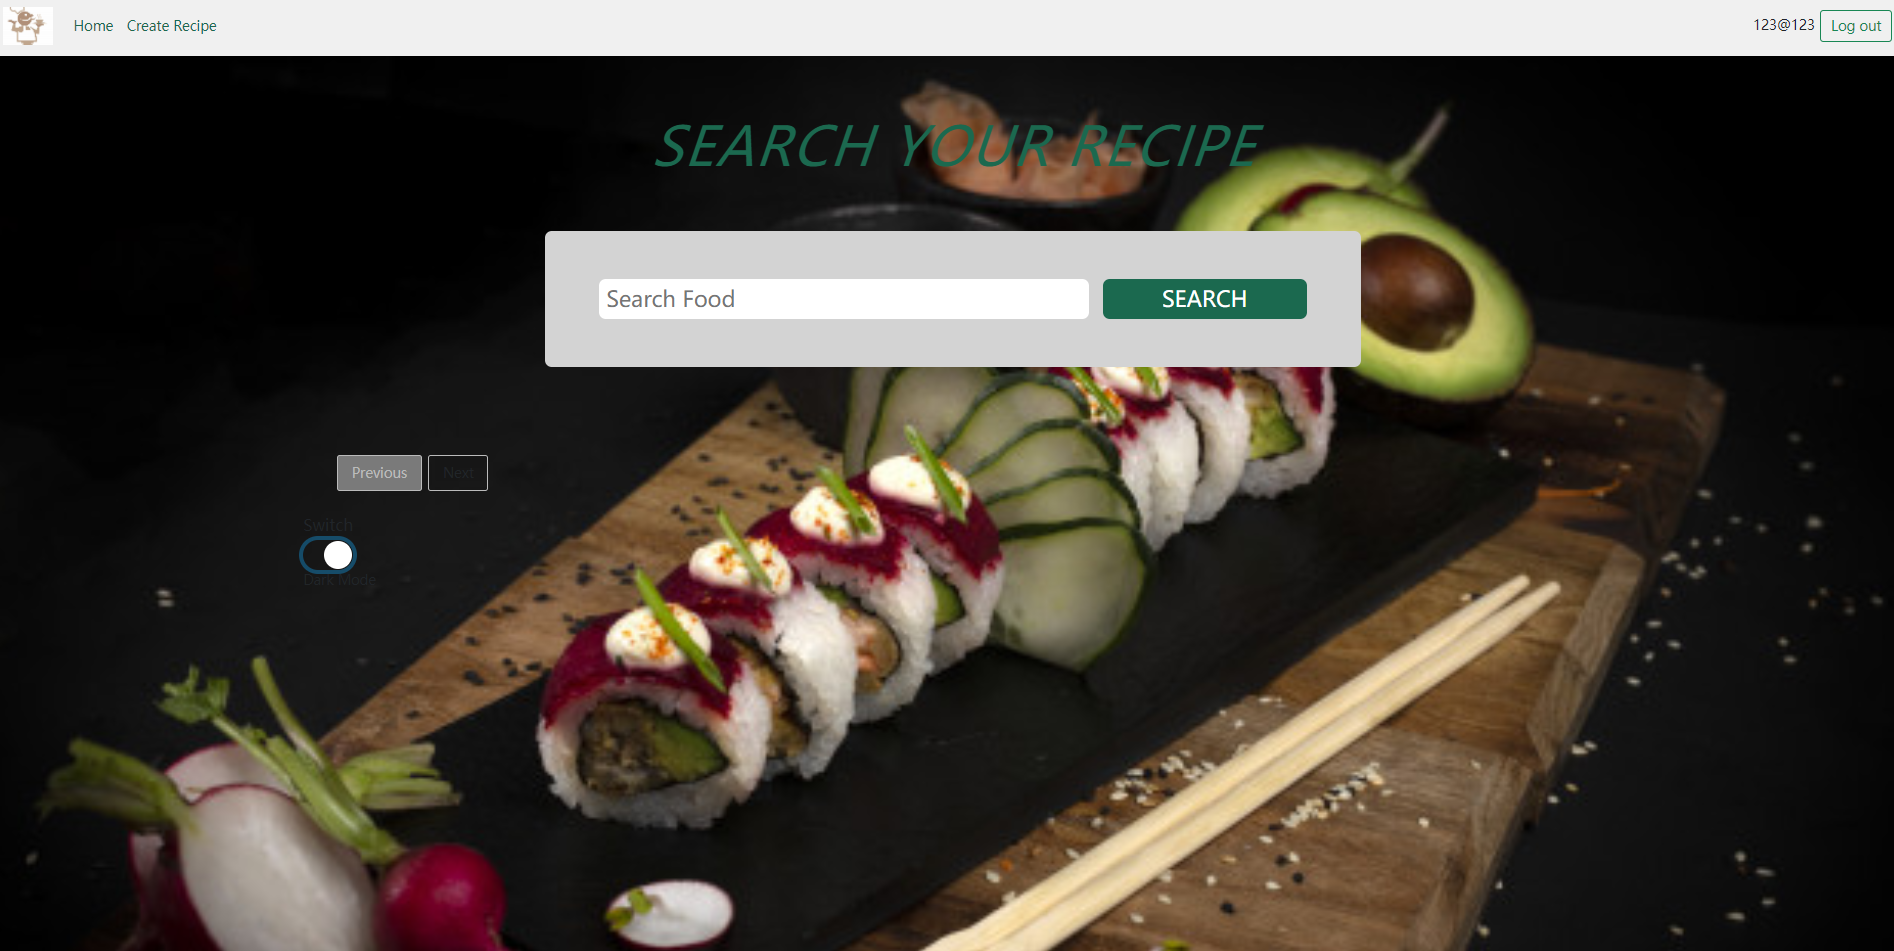 Home Create Recipe 123@123 Log out
SEARCH YOUR RECIPE
Search Food SEARCH
Previous Next
Switch
Dark Mode